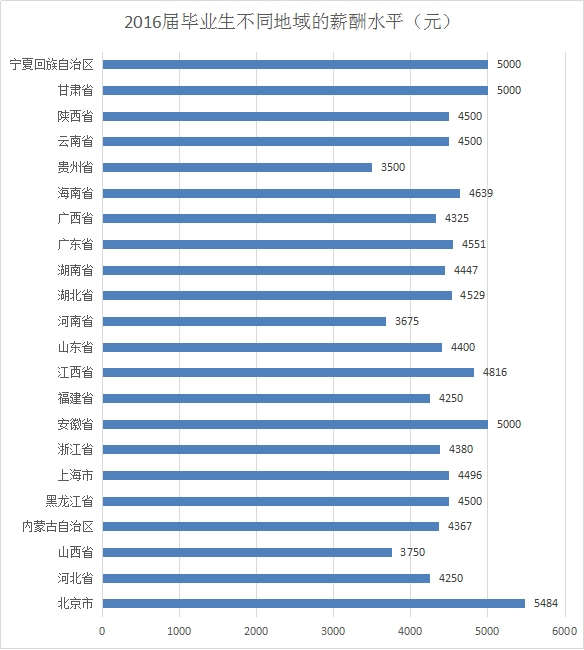 2016届毕业生不同地域的薪酬水平（元）
宁夏回族自治区 5000
甘肃省 5000
陕西省 4500
云南省 4500
贵州省 3500
海南省 4639
广西省 4325
广东省 4551
湖南省 4447
湖北省 4529
河南省 3675
山东省 4400
江西省 4816
福建省 4250
安徽省 5000
浙江省 4380
上海市 4496
黑龙江省 4500
内蒙古自治区 4367
山西省 3750
河北省 4250
北京市 5484
0 1000 2000 3000 4000 5000 6000